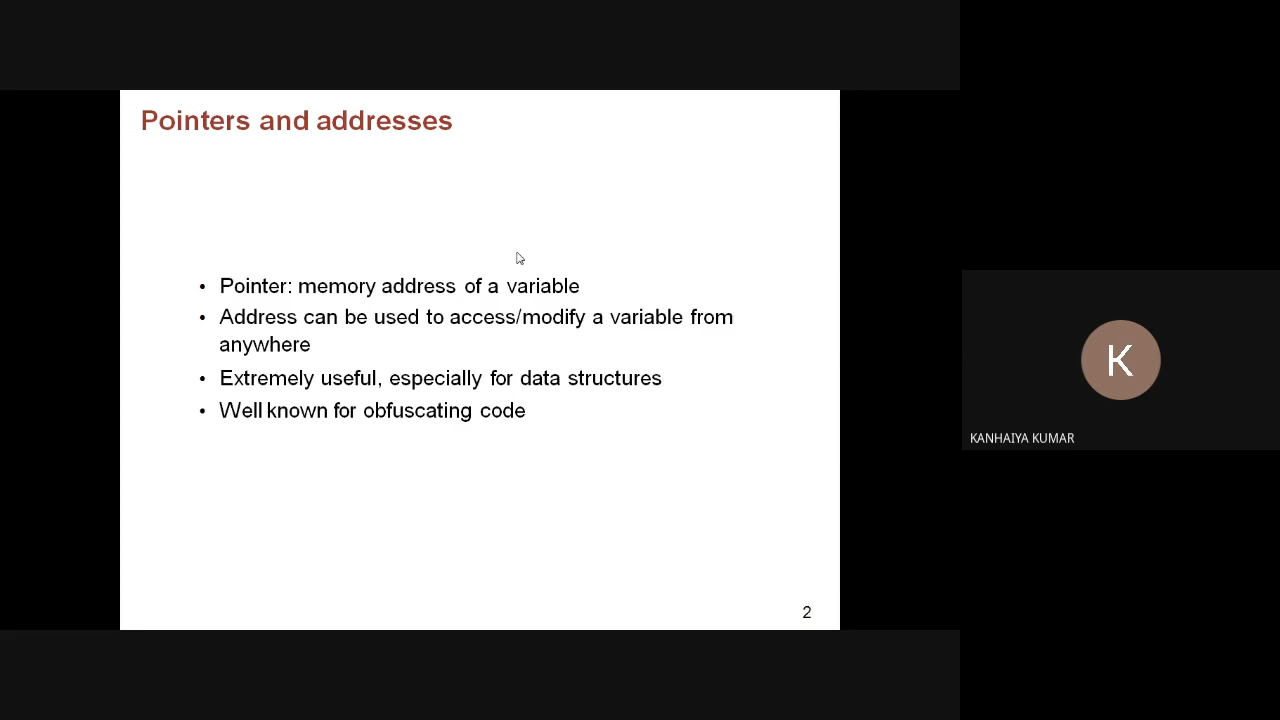 Pointers and addresses
• Pointer: memory address of a variable
• Address can be used to access/modify a variable from
anywhere
• Extremely useful, especially for data structures
• Well known for obfuscating code
2
K
KANHAIYA KUMAR